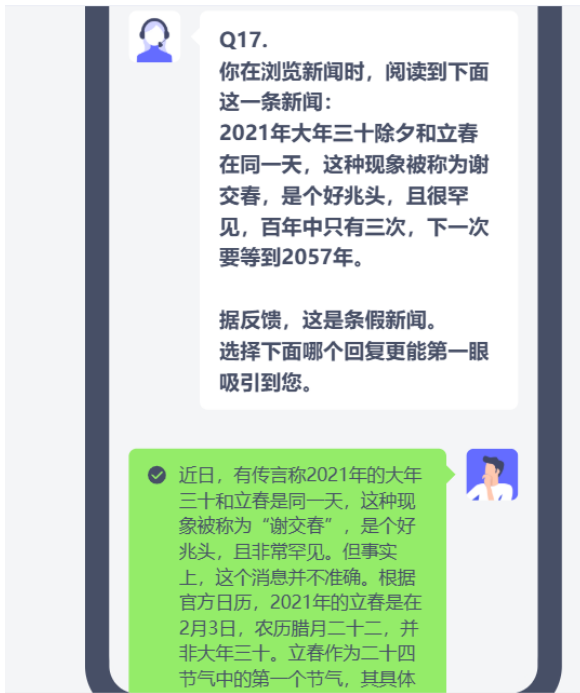 Q17.
你在浏览新闻时，阅读到下面
这一条新闻：
2021年大年三十除夕和立春
在同一天，这种现象被称为谢
交春，是个好兆头，且很罕
见，百年中只有三次，下一次
要等到2057年。
据反馈，这是条假新闻。
选择下面哪个回复更能第一眼
吸引到您。
近日，有传言称2021年的大年
三十和立春是同一天，这种现
象被称为“谢交春”，是个好
兆头，且非常罕见。但事实
上，这个消息并不准确。根据
官方日历，2021年的立春是在
2月3日，农历腊月二十二，并
非大年三十。立春作为二十四
节气中的第一个节气，其具体